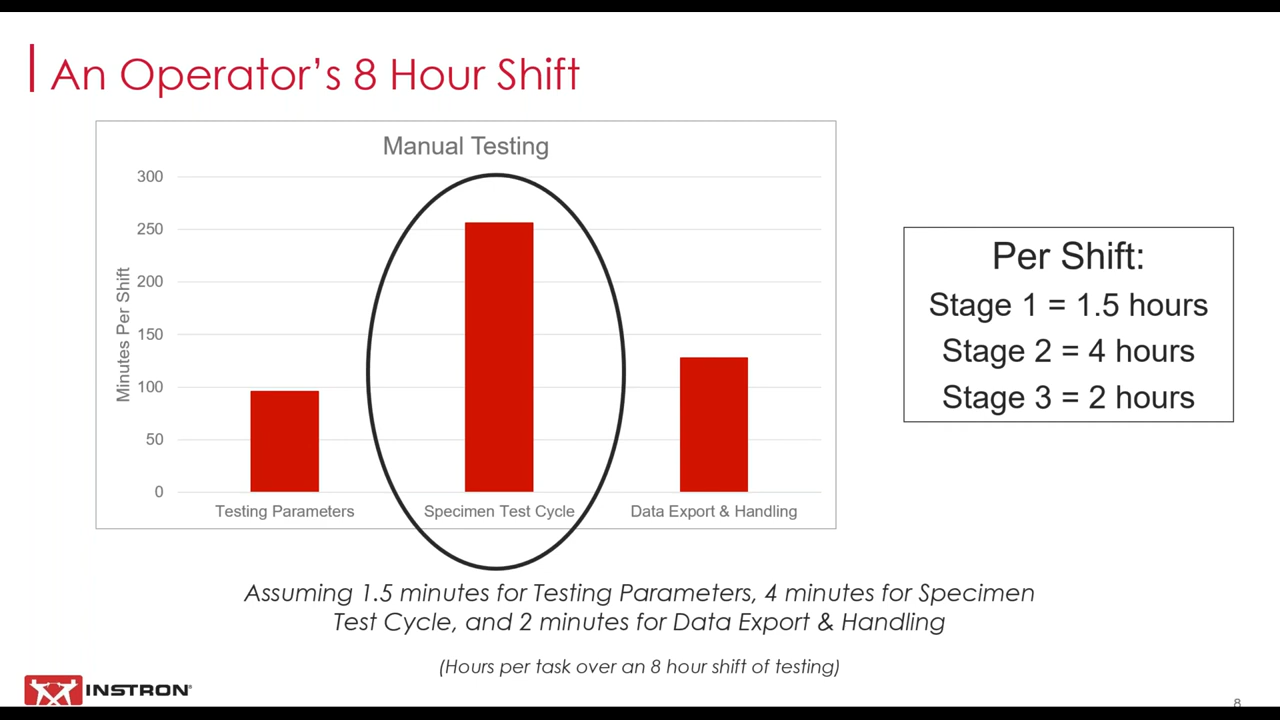 An Operator's 8 Hour Shift
Manual Testing
300
250
200
150
100
50
0
Minutes Per Shift
Testing Parameters
Specimen Test Cycle
Data Export & Handling
Per Shift:
Stage 1 = 1.5 hours
Stage 2 = 4 hours
Stage 3 = 2 hours
Assuming 1.5 minutes for Testing Parameters, 4 minutes for Specimen
Test Cycle, and 2 minutes for Data Export & Handling
(Hours per task over an 8 hour shift of testing)
INSTRON®
8